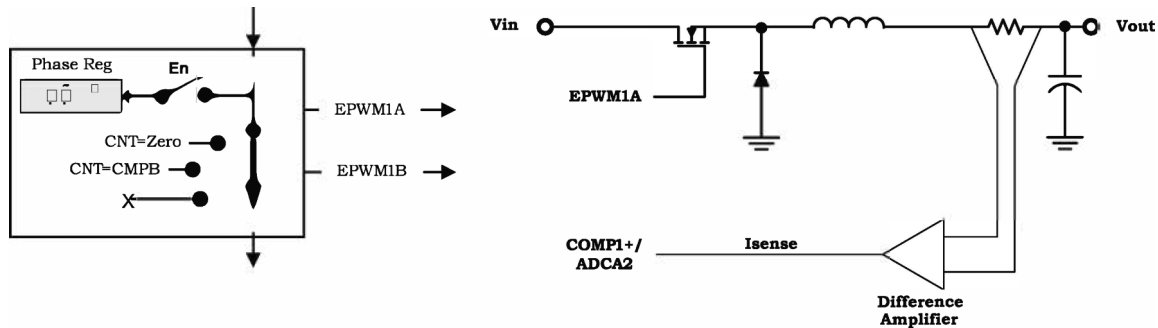 Phase Reg
En
CNT=Zero
CNT=CMPB
X
EPWM1A
EPWM1B
Vin
Vout
EPWM1A
COMP1+/
ADCA2
Isense
Difference
Amplifier